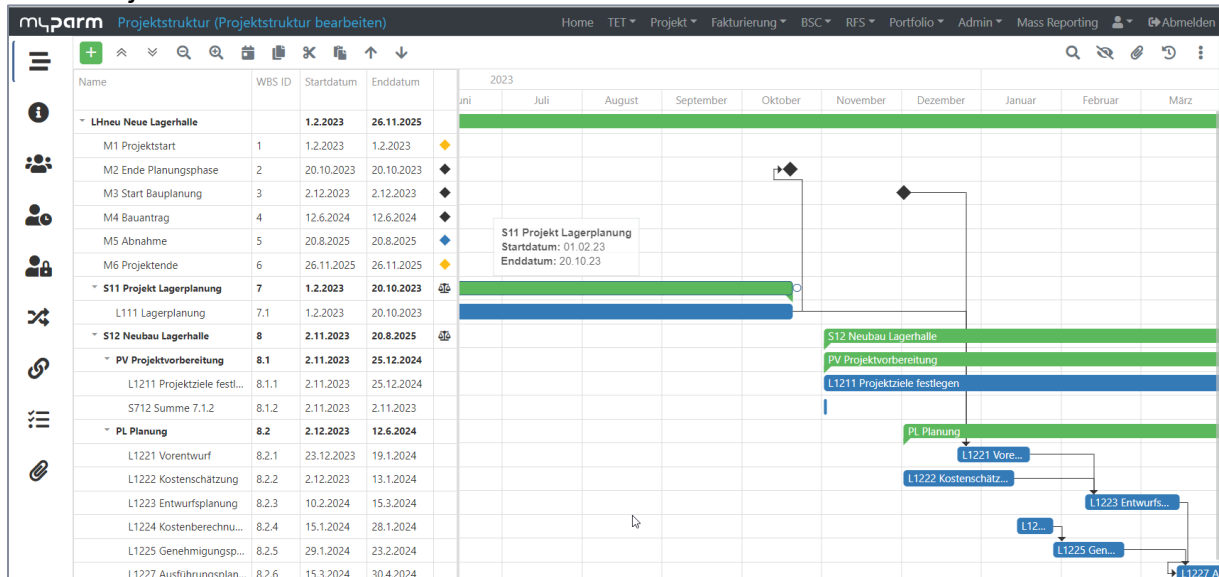 myparm Projektstruktur (Projektstruktur bearbeiten) Home TET Projekt Fakturierung BSC RFS Portfolio Admin Mass Reporting Abmelden
Name WBS ID Startdatum Enddatum 2023
uni Juli August September Oktober November Dezember Januar Februar März
LHneu Neue Lagerhalle 1.2.2023 26.11.2025
M1 Projektstart 1 1.2.2023 1.2.2023
M2 Ende Planungsphase 2 20.10.2023 20.10.2023
M3 Start Bauplanung 3 2.12.2023 2.12.2023
M4 Bauantrag 4 12.6.2024 12.6.2024
M5 Abnahme 5 20.8.2025 20.8.2025
M6 Projektende 6 26.11.2025 26.11.2025
S11 Projekt Lagerplanung
Startdatum: 01.02.23
Enddatum: 20.10.23
S11 Projekt Lagerplanung 7 1.2.2023 20.10.2023
L111 Lagerplanung 7.1 1.2.2023 20.10.2023
S12 Neubau Lagerhalle 8 2.11.2023 20.8.2025 S12 Neubau Lagerhalle
PV Projektvorbereitung 8.1 2.11.2023 25.12.2024 PV Projektvorbereitung
L1211 Projektziele festl... 8.1.1 2.11.2023 25.12.2024 L1211 Projektziele festlegen
S712 Summe 7.1.2 8.1.2 2.11.2023 2.11.2023
PL Planung 8.2 2.12.2023 12.6.2024 PL Planung
L1221 Vorentwurf 8.2.1 23.12.2023 19.1.2024 L1221 Vore...
L1222 Kostenschätzung 8.2.2 2.12.2023 13.1.2024 L1222 Kostenschätz...
L1223 Entwurfsplanung 8.2.3 10.2.2024 15.3.2024 L1223 Entwurfs...
L1224 Kostenberechnu... 8.2.4 15.1.2024 28.1.2024 L12...
L1225 Genehmigungsp... 8.2.5 29.1.2024 23.2.2024 L1225 Gen...
L1227 Ausführungsplan... 8.2.6 15.3.2024 30.4.2024 L1227 A